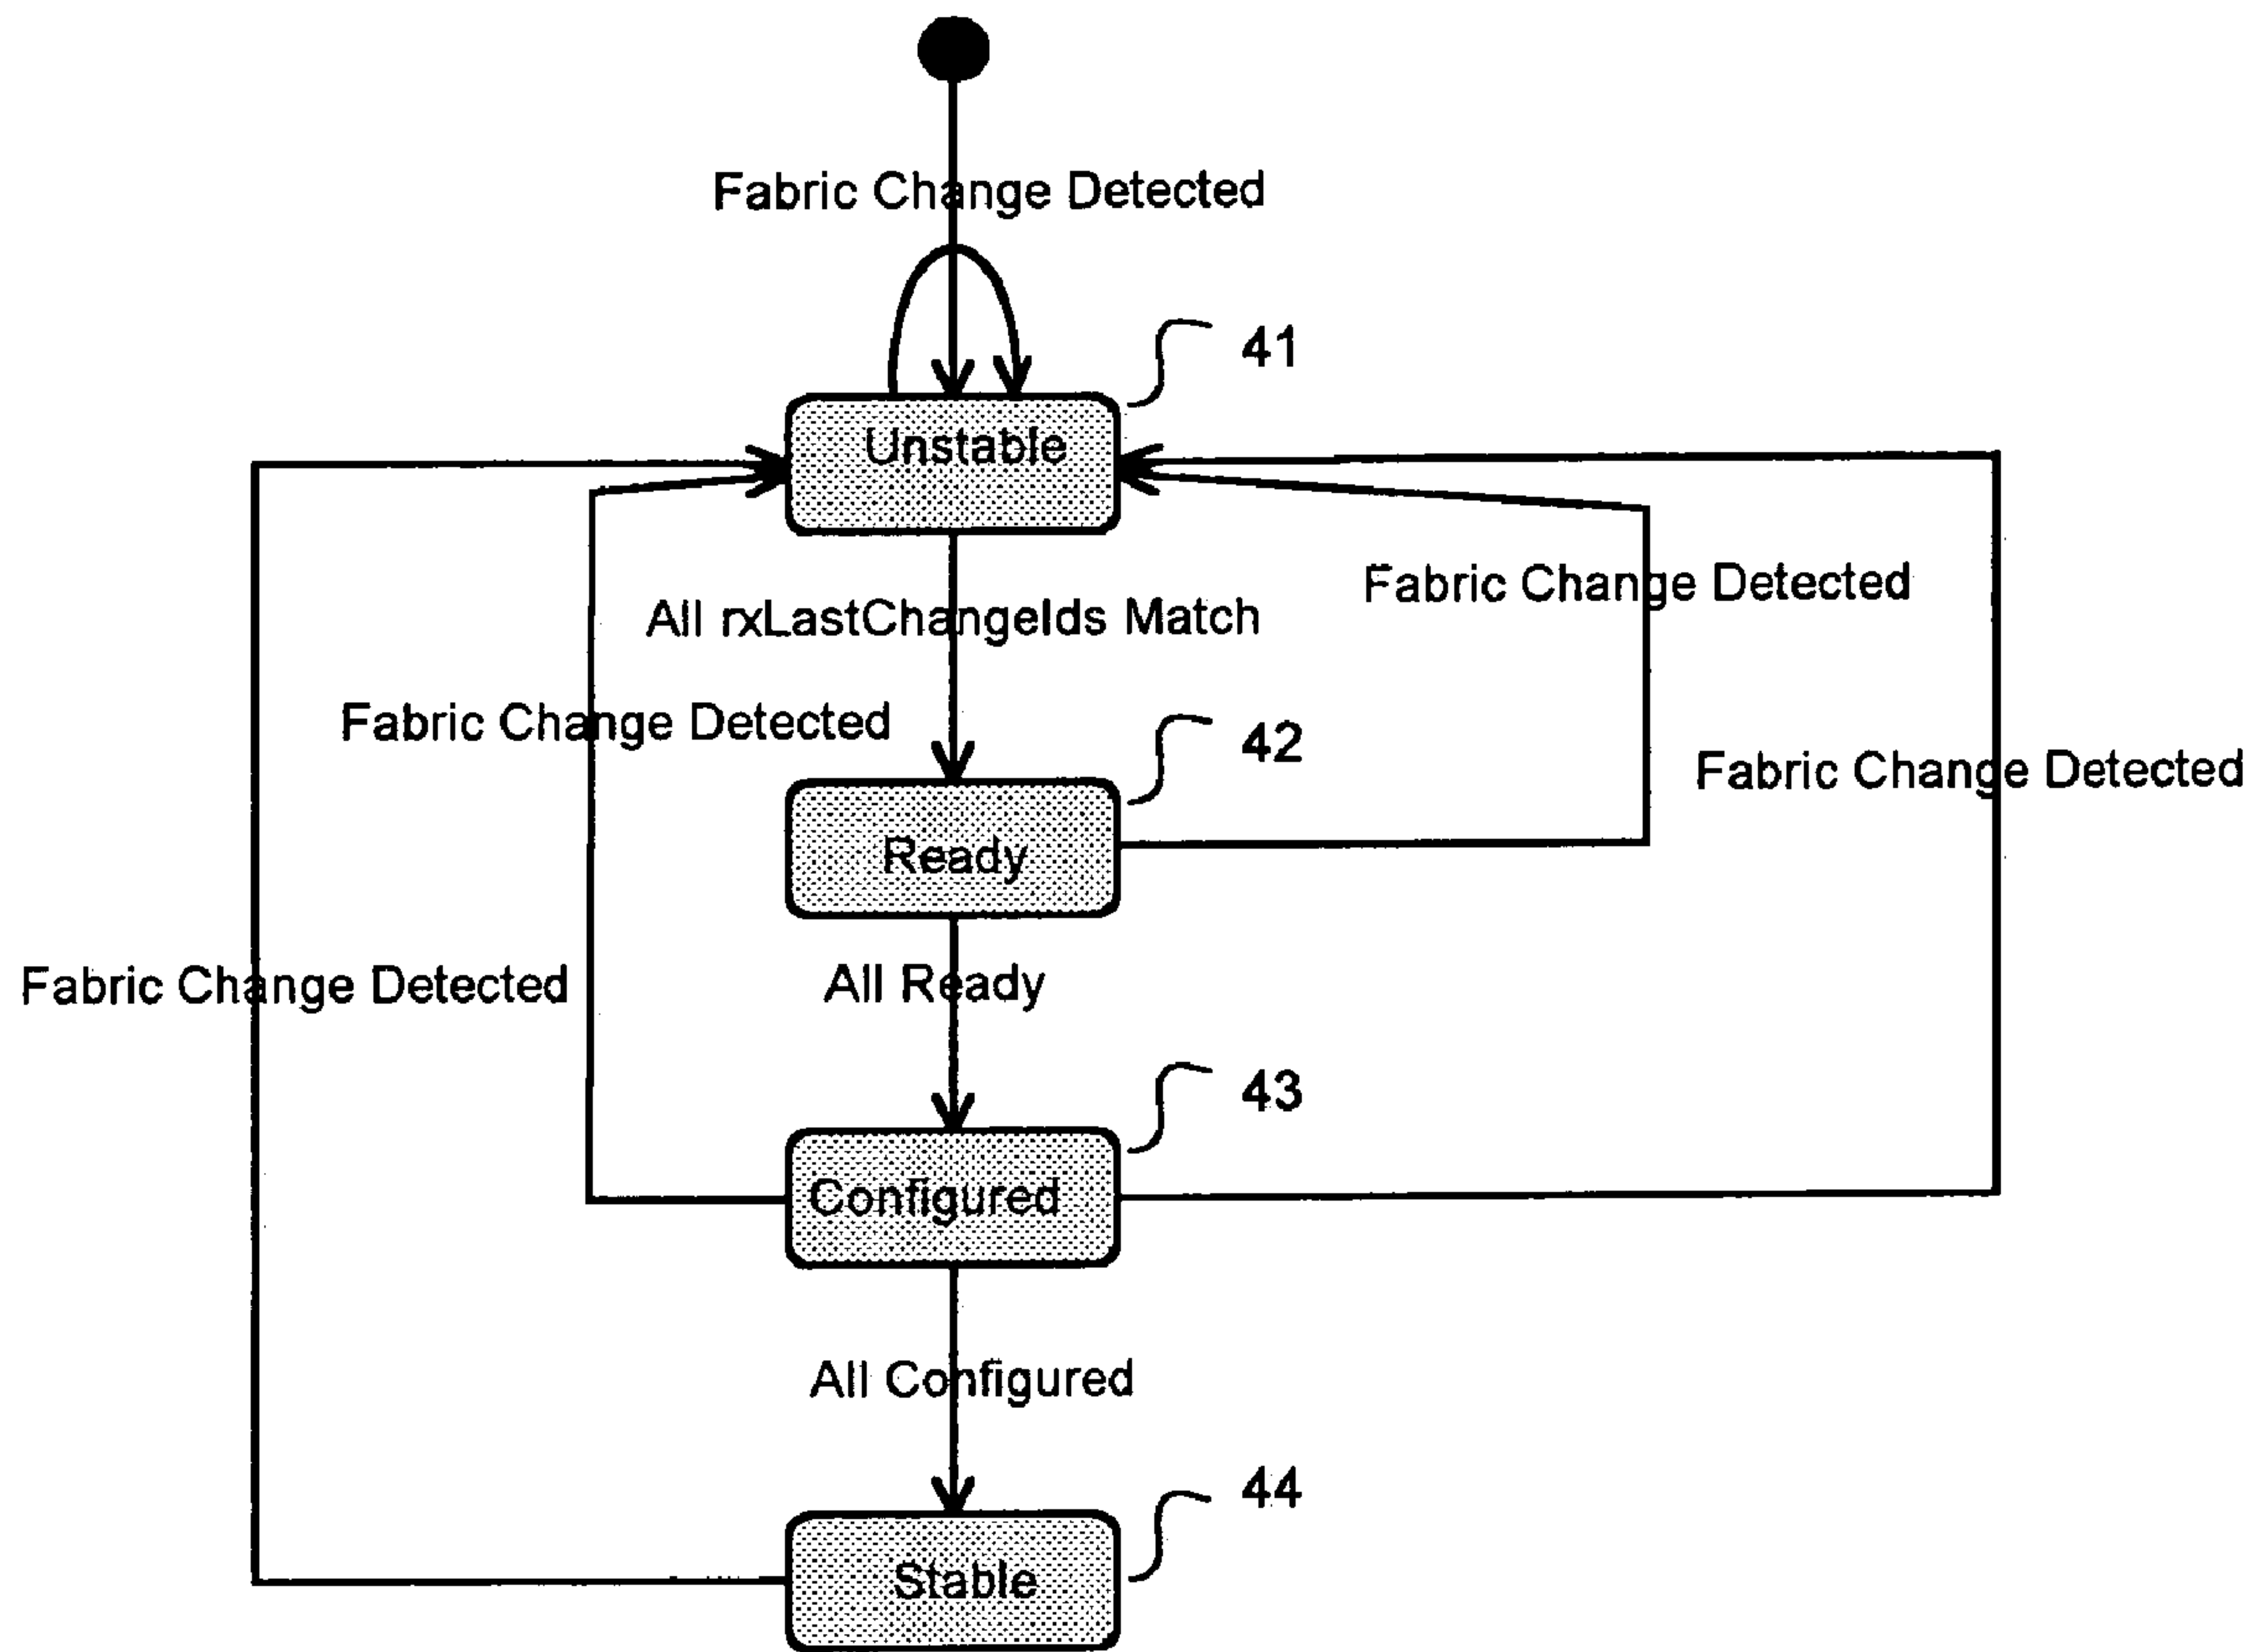 Fabric Change Detected
41
Unstable
Fabric Change Detected
All rxLastChangeIds Match
Fabric Change Detected
42
Fabric Change Detected
Ready
Fabric Change Detected
All Ready
43
Configured
All Configured
44
Stable